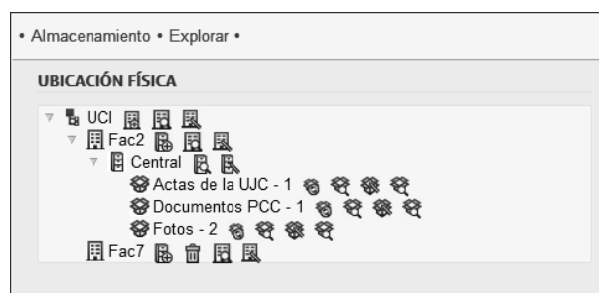 • Almacenamiento • Explorar •
UBICACIÓN FÍSICA
UCI
Fac2
Central
Actas de la UJC - 1
Documentos PCC - 1
Fotos - 2
Fac7